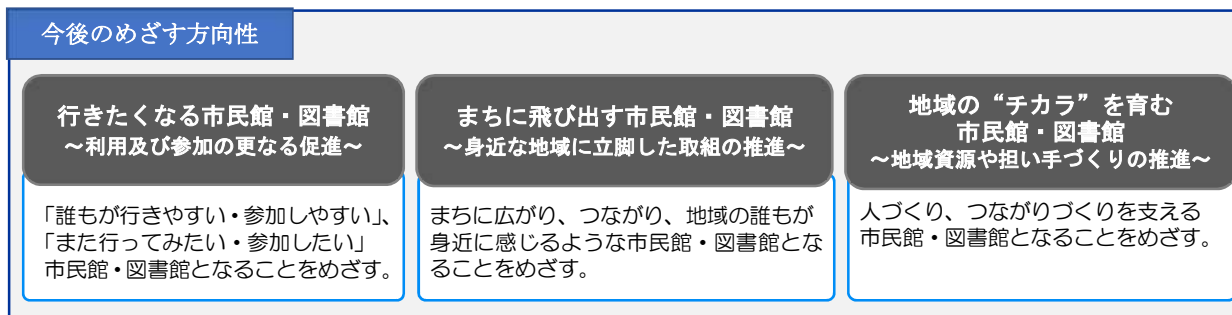 今後のめざす方向性
行きたくなる市民館・図書館
～利用及び参加の更なる促進～
「誰もが行きやすい・参加しやすい」、
「また行ってみたい・参加したい」
市民館・図書館となることをめざす。
まちに飛び出す市民館・図書館
～身近な地域に立脚した取組の推進～
まちに広がり、つながり、地域の誰もが
身近に感じるような市民館・図書館とな
ることをめざす。
地域の“チカラ”を育む
市民館・図書館
～地域資源や担い手づくりの推進～
人づくり、つながりづくりを支える
市民館・図書館となることをめざす。